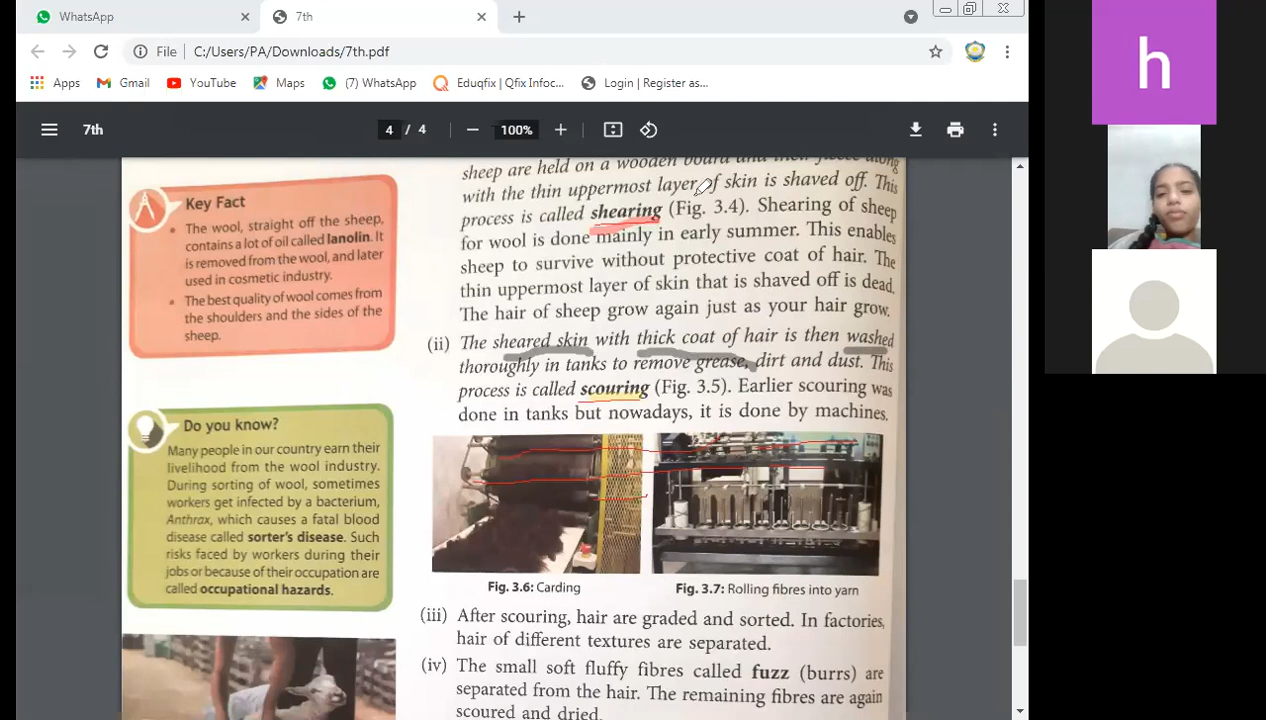 WhatsApp
7th
File
C:/Users/PA/Downloads/7th.pdf
Apps
Gmail
YouTube
Maps
(7) WhatsApp
Eduqfix | Qfix Infoc...
Login | Register as...
7th
4 / 4
100%
h
Key Fact
• The wool, straight off the sheep,
contains a lot of oil called lanolin. It
is removed from the wool, and later
used in cosmetic industry.
• The best quality of wool comes from
the shoulders and the sides of the
sheep.
Do you know?
Many people in our country earn their
livelihood from the wool industry.
During sorting of wool, sometimes
workers get infected by a bacterium,
Anthrax, which causes a fatal blood
disease called sorter's disease. Such
risks faced by workers during their
jobs or because of their occupation are
called occupational hazards.
sheep are held on a wooden board and their fleece along
with the thin uppermost layer of skin is shaved off. This
process is called shearing (Fig. 3.4). Shearing of sheep
for wool is done mainly in early summer. This enables
sheep to survive without protective coat of hair. The
thin uppermost layer of skin that is shaved off is dead.
The hair of sheep grow again just as your hair grow.
(ii) The sheared skin with thick coat of hair is then washed
thoroughly in tanks to remove grease, dirt and dust. This
process is called scouring (Fig. 3.5). Earlier scouring was
done in tanks but nowadays, it is done by machines.
Fig. 3.6: Carding
Fig. 3.7: Rolling fibres into yarn
(iii) After scouring, hair are graded and sorted. In factories,
hair of different textures are separated.
(iv) The small soft fluffy fibres called fuzz (burrs) are
separated from the hair. The remaining fibres are again
scoured and dried.